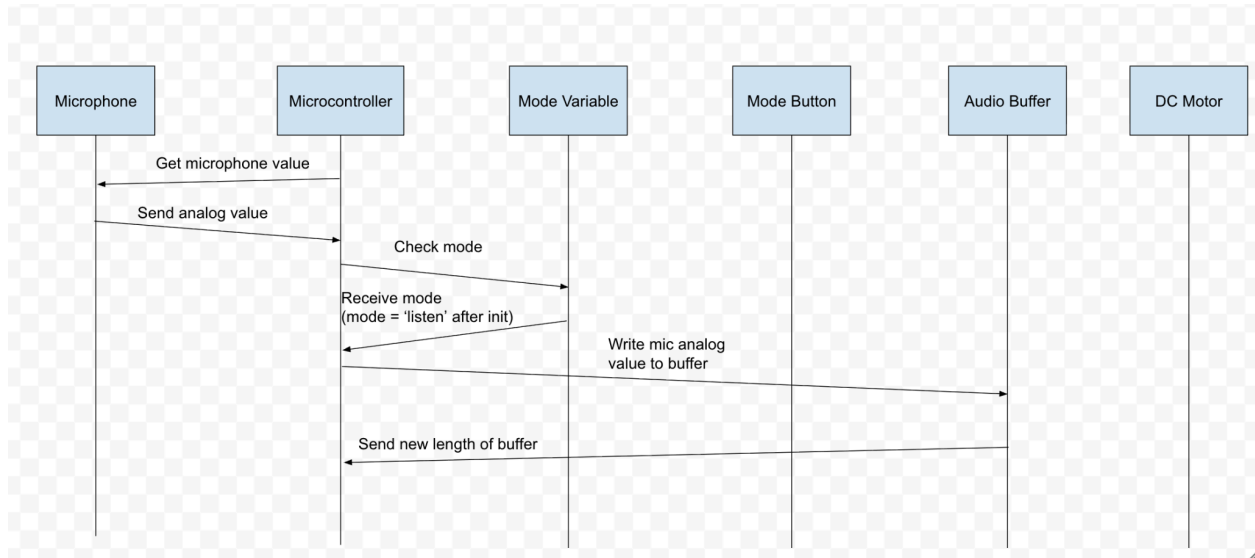 Microphone
Microcontroller
Mode Variable
Mode Button
Audio Buffer
DC Motor
Get microphone value
Send analog value
Check mode
Receive mode
(mode = ‘listen’ after init)
Write mic analog
value to buffer
Send new length of buffer